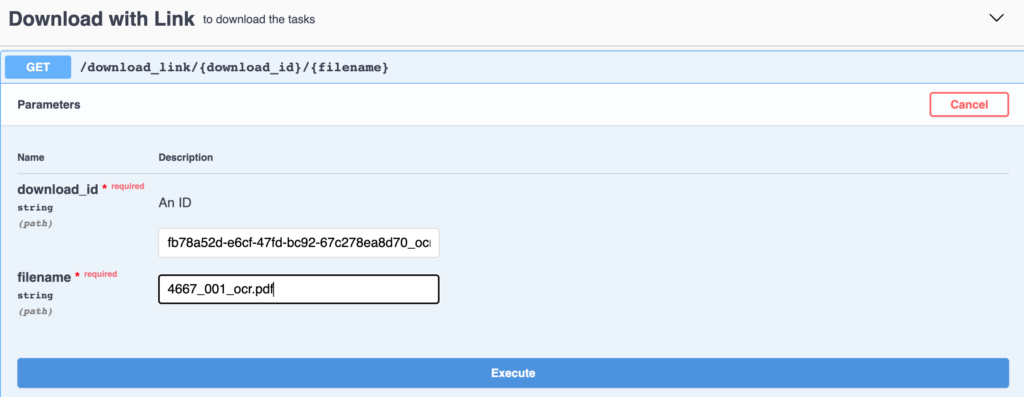 Download with Link to download the tasks
GET /download_link/{download_id}/{filename}
Parameters Cancel
Name Description
download_id * required
An ID
string
(path)
fb78a52d-e6cf-47fd-bc92-67c278ea8d70_oc
filename * required
4667_001_ocr.pdf
string
(path)
Execute